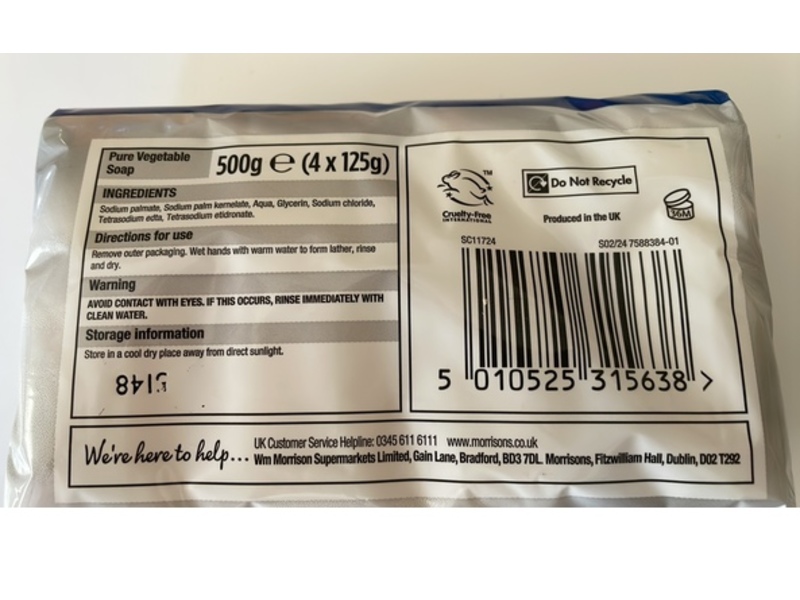 Pure Vegetable
Soap
500g ℮ (4 x 125g)
INGREDIENTS
Sodium palmate, Sodium palm kernelate, Aqua, Glycerin, Sodium chloride,
Tetrasodium edta, Tetrasodium etidronate.
Directions for use
Remove outer packaging. Wet hands with warm water to form lather, rinse
and dry.
Warning
AVOID CONTACT WITH EYES. IF THIS OCCURS, RINSE IMMEDIATELY WITH
CLEAN WATER.
Storage information
Store in a cool dry place away from direct sunlight.
TM
Cruelty-Free
INTERNATIONAL
Do Not Recycle
Produced in the UK
36M
SC11724
S02/24 7588384-01
5 010525 315638 >
We're here to help...
UK Customer Service Helpline: 0345 611 6111 www.morrisons.co.uk
Wm Morrison Supermarkets Limited, Gain Lane, Bradford, BD3 7DL. Morrisons, Fitzwilliam Hall, Dublin, D02 T292